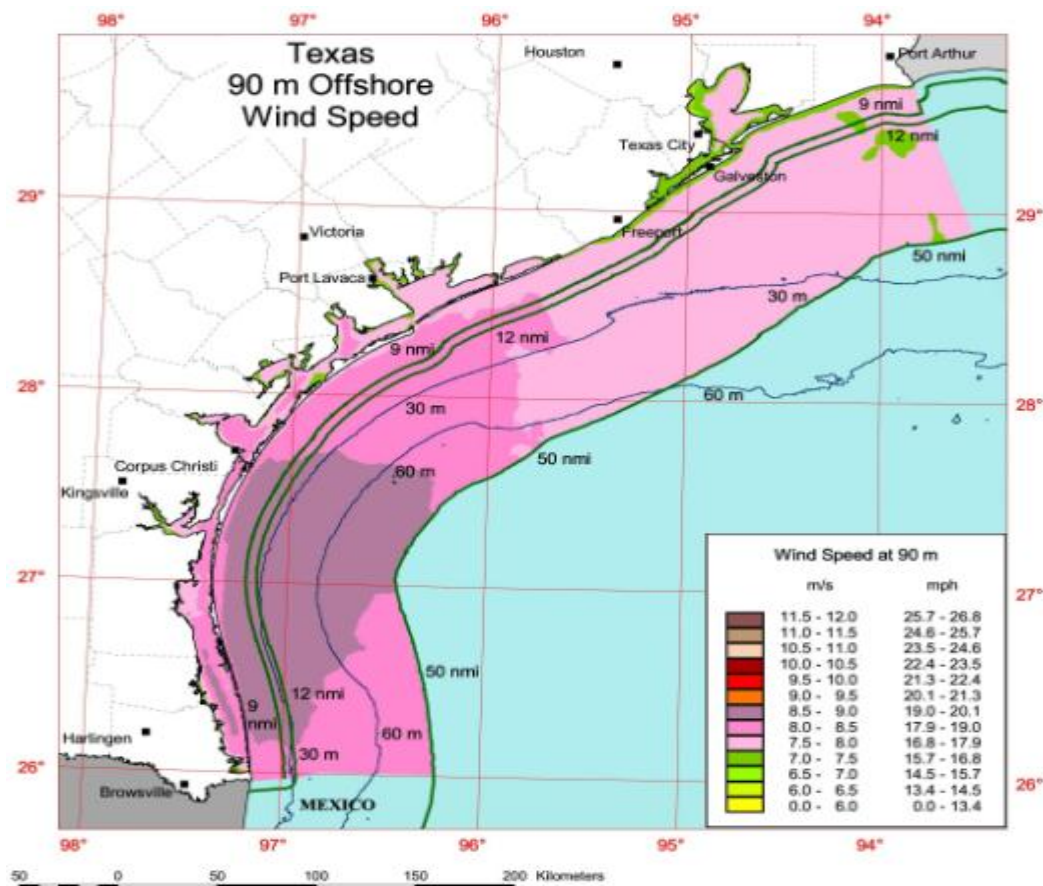 98°
97°
96°
95°
94°
Texas
90 m Offshore
Wind Speed
Houston
Port Arthur
9 nmi
12 nmi
Texas City
Galveston
29°
29°
Freeport
Victoria
50 nmi
Port Lavaca
30 m
12 nmi
9 nmi
28°
28°
60 m
30 m
50 nmi
Corpus Christi
60 m
Kingsville
Wind Speed at 90 m
m/s mph
27°
27°
11.5 - 12.0 25.7 - 26.8
11.0 - 11.5 24.6 - 25.7
10.5 - 11.0 23.5 - 24.6
10.0 - 10.5 22.4 - 23.5
9.5 - 10.0 21.3 - 22.4
9.0 - 9.5 20.1 - 21.3
8.5 - 9.0 19.0 - 20.1
8.0 - 8.5 17.9 - 19.0
7.5 - 8.0 16.8 - 17.9
7.0 - 7.5 15.7 - 16.8
6.5 - 7.0 14.5 - 15.7
6.0 - 6.5 13.4 - 14.5
0.0 - 6.0 0.0 - 13.4
50 nmi
12 nmi
9
nmi
Harlingen
60 m
30 m
26°
26°
Browsville
MEXICO
98°
97°
96°
95°
94°
50 0 50 100 150 200 Kilometers